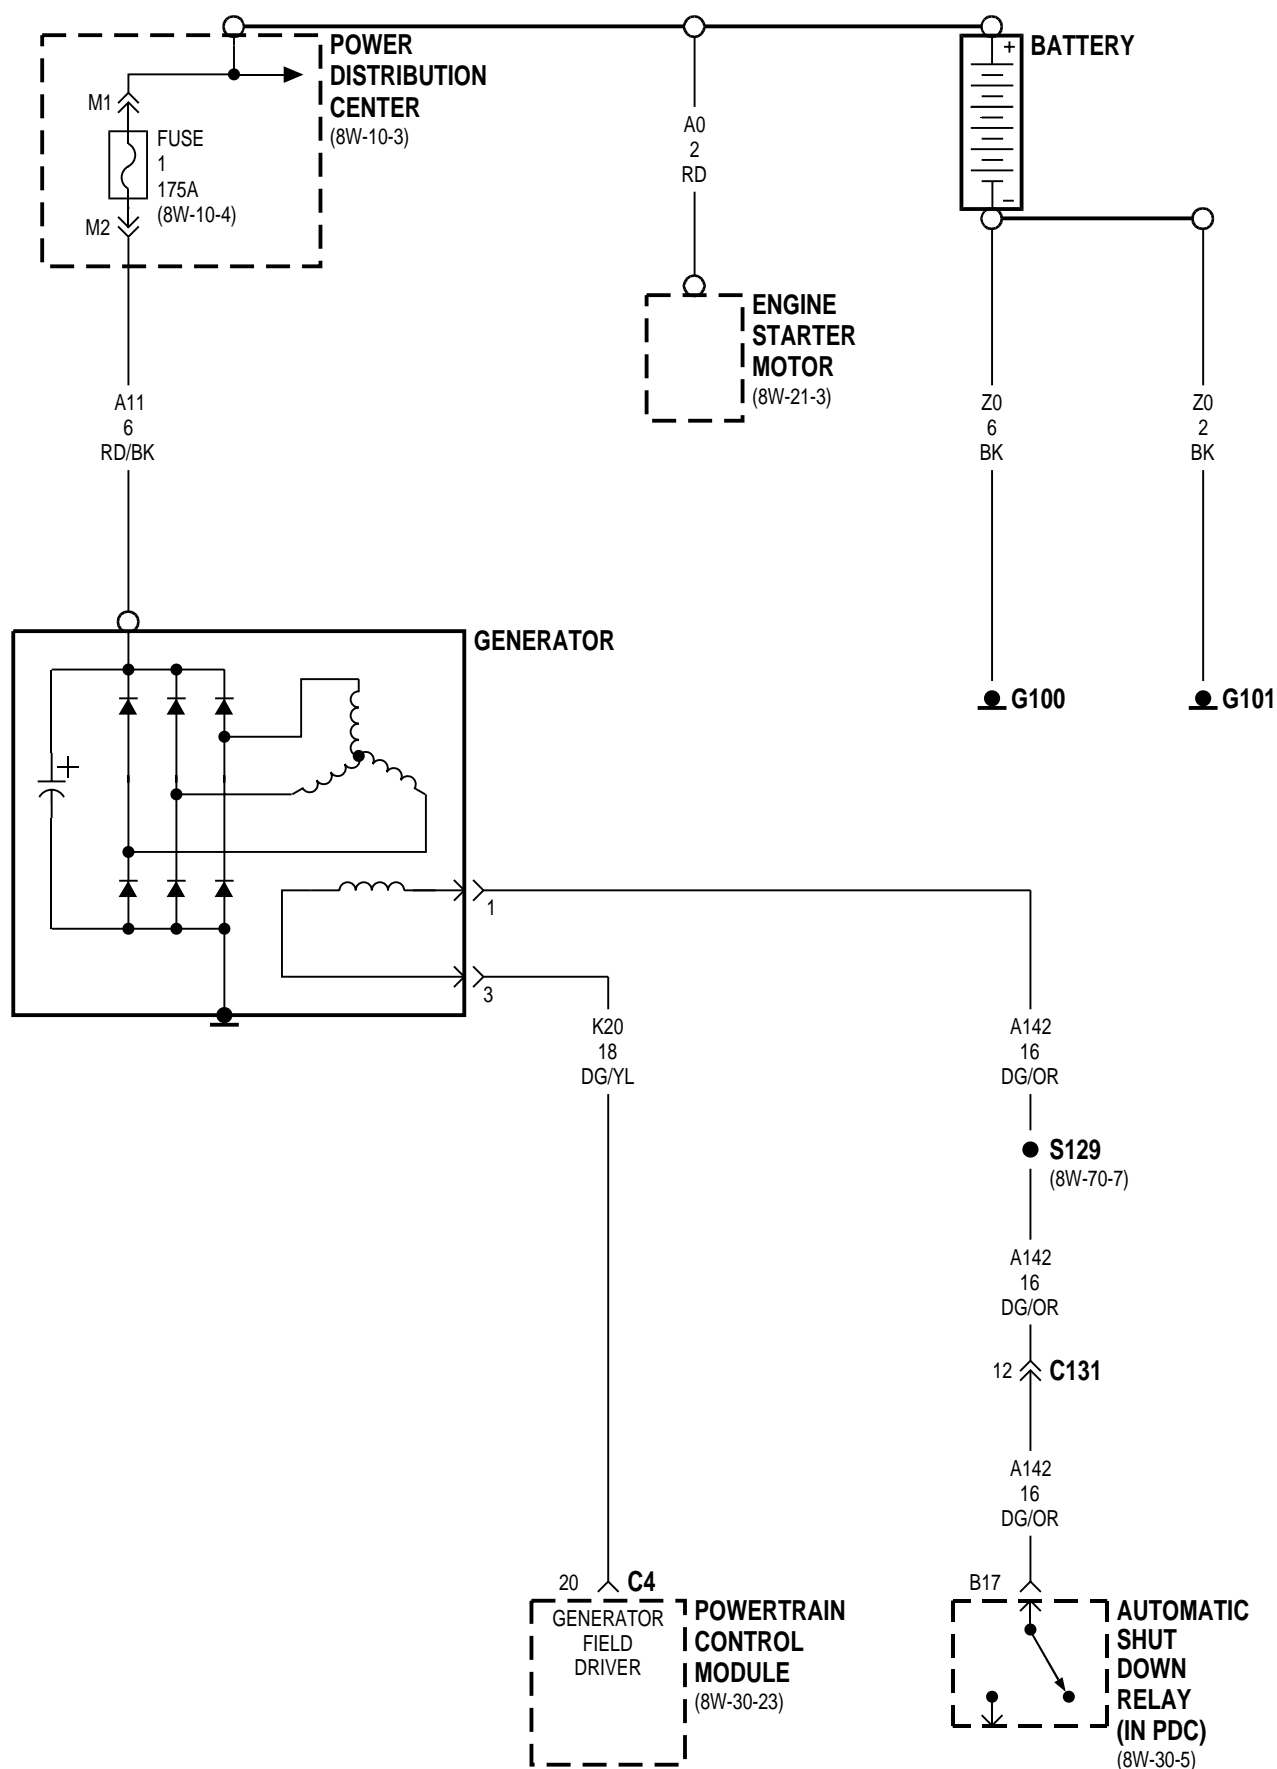 POWER
DISTRIBUTION
CENTER
(8W-10-3)
M1
FUSE
1
175A
(8W-10-4)
M2
A0
2
RD
+
BATTERY
–
ENGINE
STARTER
MOTOR
(8W-21-3)
A11
6
RD/BK
Z0
6
BK
Z0
2
BK
GENERATOR
G100
G101
+
1
3
K20
18
DG/YL
A142
16
DG/OR
S129
(8W-70-7)
A142
16
DG/OR
12
C131
A142
16
DG/OR
20
C4
GENERATOR
FIELD
DRIVER
POWERTRAIN
CONTROL
MODULE
(8W-30-23)
B17
AUTOMATIC
SHUT
DOWN
RELAY
(IN PDC)
(8W-30-5)